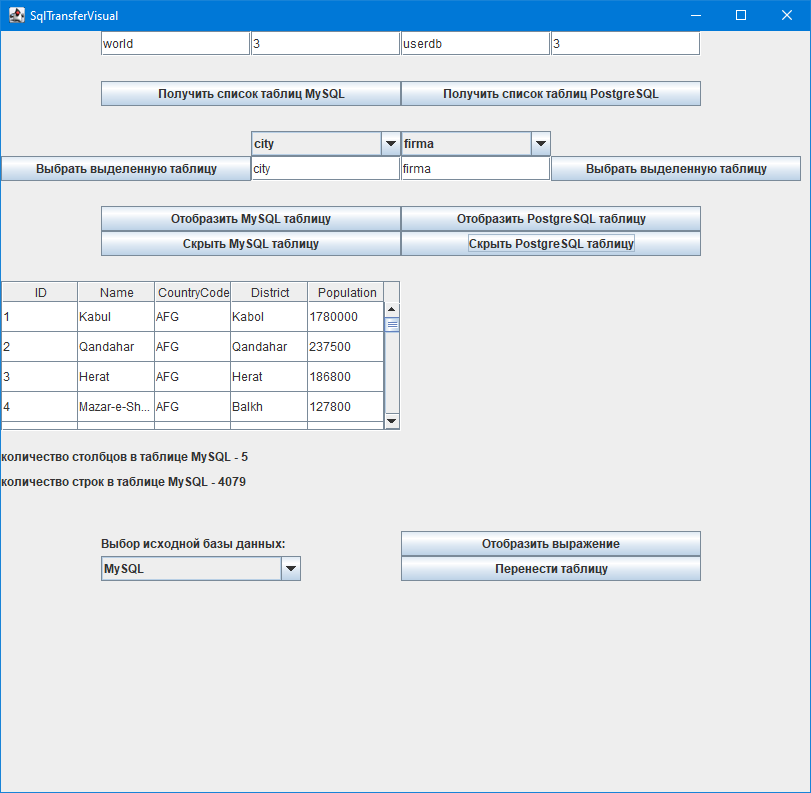 SqlTransferVisual
world 3 userdb 3
Получить список таблиц MySQL Получить список таблиц PostgreSQL
city firma
Выбрать выделенную таблицу city firma Выбрать выделенную таблицу
Отобразить MySQL таблицу Отобразить PostgreSQL таблицу
Скрыть MySQL таблицу Скрыть PostgreSQL таблицу
ID Name CountryCode District Population
1 Kabul AFG Kabol 1780000
2 Qandahar AFG Qandahar 237500
3 Herat AFG Herat 186800
4 Mazar-e-Sh... AFG Balkh 127800
количество столбцов в таблице MySQL - 5
количество строк в таблице MySQL - 4079
Выбор исходной базы данных: Отобразить выражение
MySQL Перенести таблицу